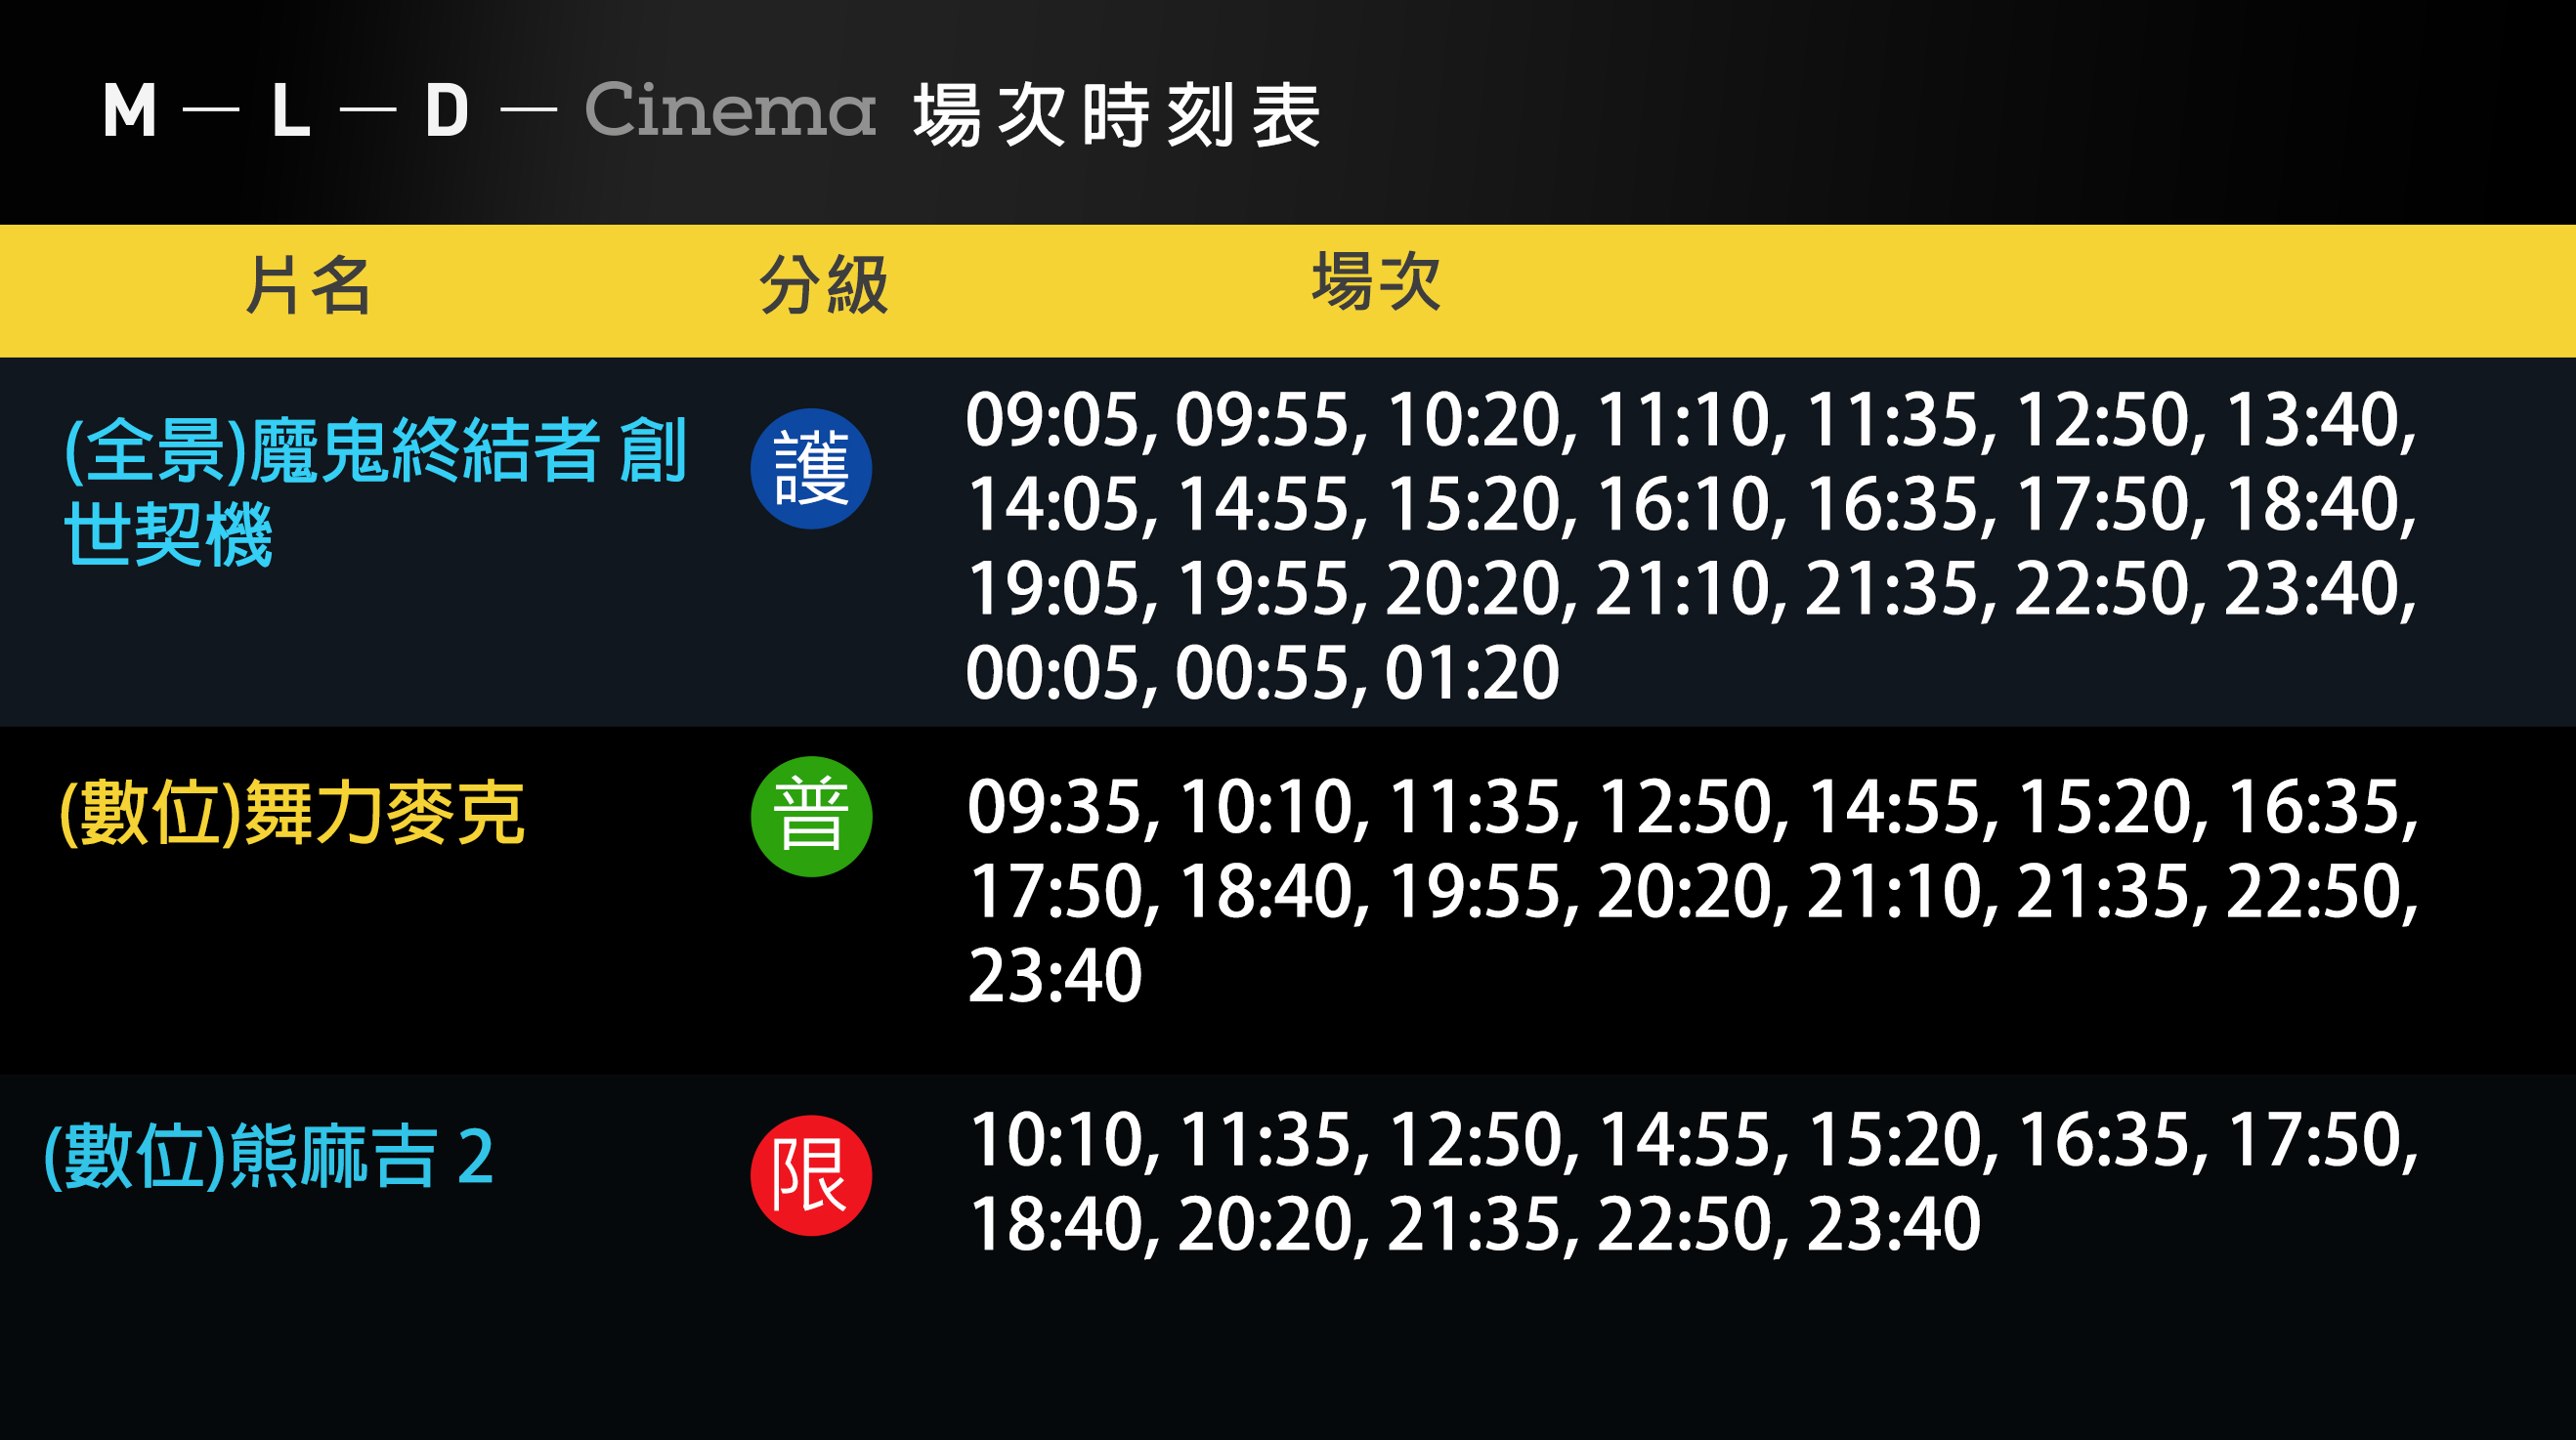 M—L—D—Cinema 場次時刻表
片名 分級 場次
(全景)魔鬼終結者 創
世契機
護
09:05, 09:55, 10:20, 11:10, 11:35, 12:50, 13:40,
14:05, 14:55, 15:20, 16:10, 16:35, 17:50, 18:40,
19:05, 19:55, 20:20, 21:10, 21:35, 22:50, 23:40,
00:05, 00:55, 01:20
(數位)舞力麥克
普
09:35, 10:10, 11:35, 12:50, 14:55, 15:20, 16:35,
17:50, 18:40, 19:55, 20:20, 21:10, 21:35, 22:50,
23:40
(數位)熊麻吉 2
限
10:10, 11:35, 12:50, 14:55, 15:20, 16:35, 17:50,
18:40, 20:20, 21:35, 22:50, 23:40